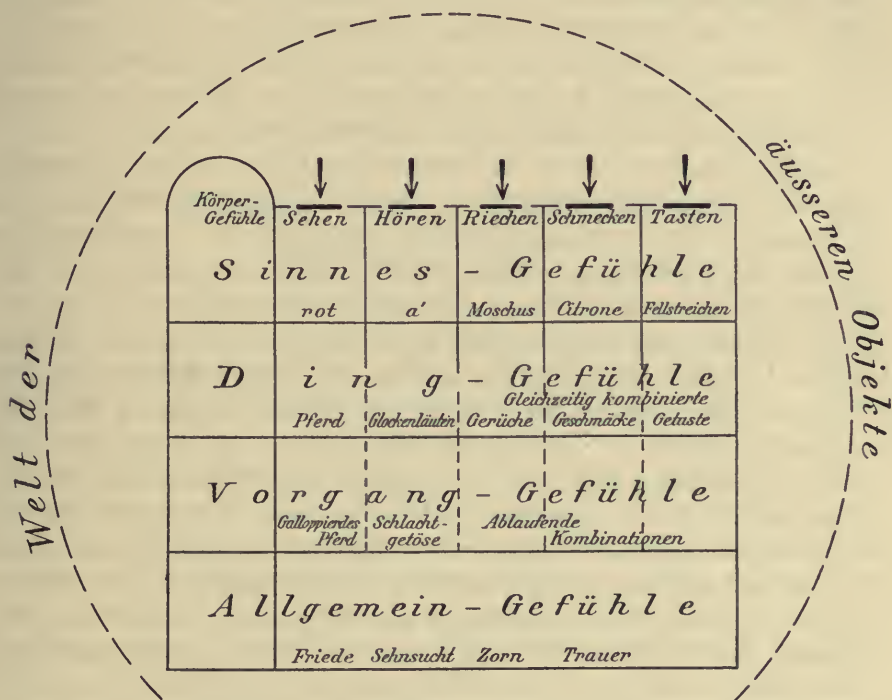 Welt der äusseren Objekte
Körper-
Gefühle
Sehen Hören Riechen Schmecken Tasten
Sinnes-Gefühle
rot a' Moschus Citrone Fellstreichen
Ding-Gefühle
Gleichzeitig kombinierte
Pferd Glockenläuten Gerüche Geschmäcke Getaste
Vorgang-Gefühle
Galloppierdes Schlacht- Ablaufende
Pferd getöse Kombinationen
Allgemein-Gefühle
Friede Sehnsucht Zorn Trauer